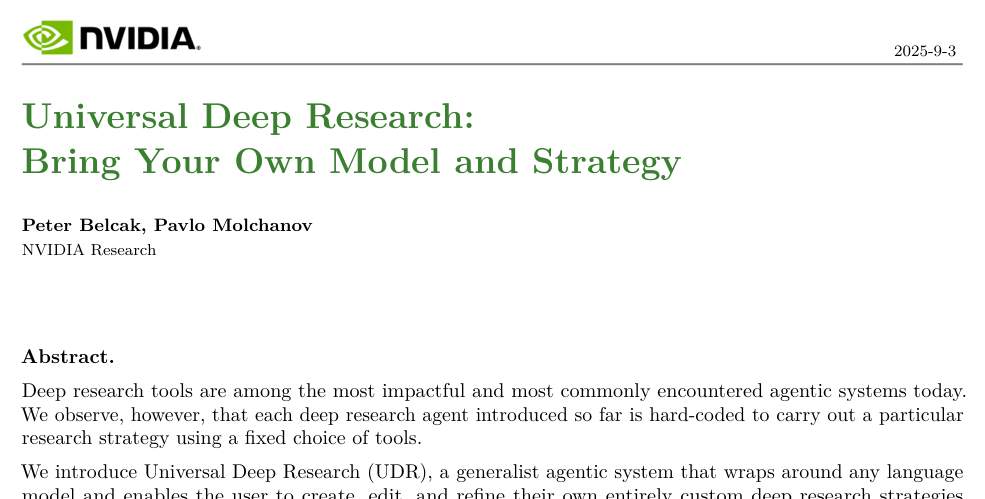 NVIDIA.
2025-9-3
Universal Deep Research:
Bring Your Own Model and Strategy
Peter Belcak, Pavlo Molchanov
NVIDIA Research
Abstract.
Deep research tools are among the most impactful and most commonly encountered agentic systems today.
We observe, however, that each deep research agent introduced so far is hard-coded to carry out a particular
research strategy using a fixed choice of tools.
We introduce Universal Deep Research (UDR), a generalist agentic system that wraps around any language
model and enables the user to create, edit, and refine their own entirely custom deep research strategies